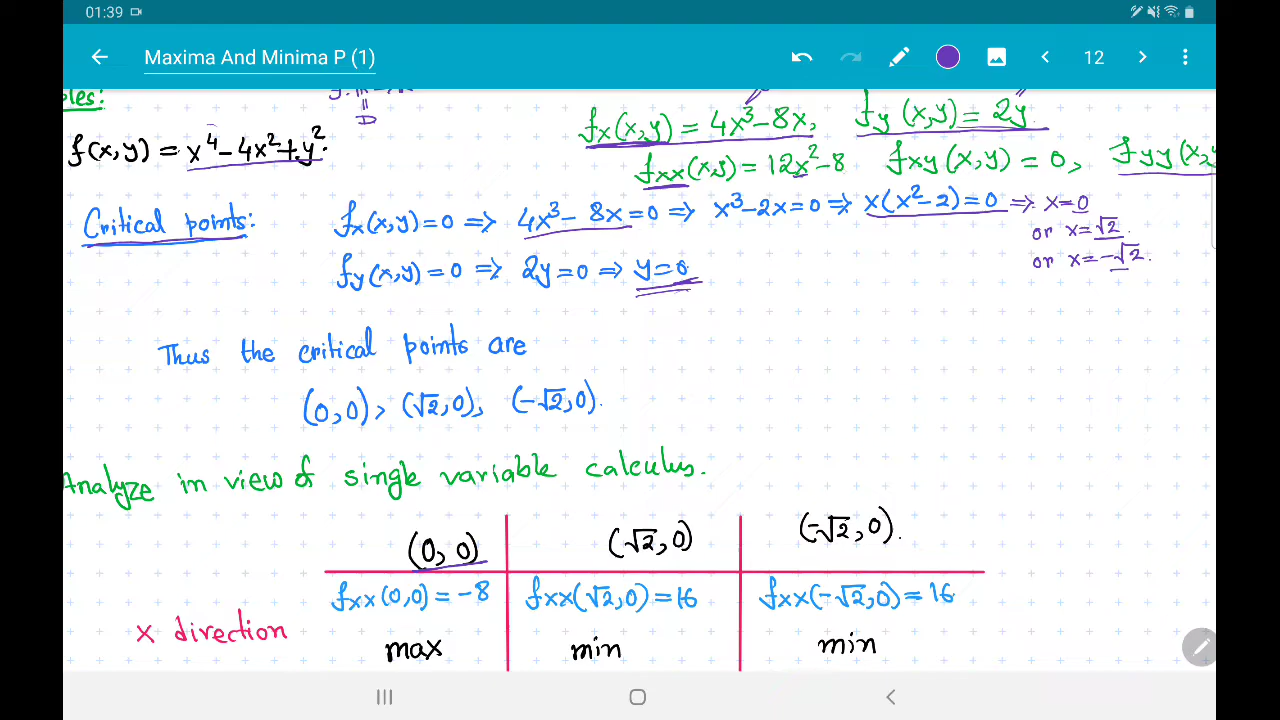 01:39
Maxima And Minima P (1)
12
ples:
f(x,y) = x⁴ - 4x² + y².
fx(x,y) = 4x³ - 8x, fy(x,y) = 2y
fxx(x,y) = 12x² - 8 fxy(x,y) = 0, fyy(x,y
Critical points: fx(x,y) = 0 ⇒ 4x³ - 8x = 0 ⇒ x³ - 2x = 0 ⇒ x(x² - 2) = 0 ⇒ x = 0
or x = √2
or x = -√2.
fy(x,y) = 0 ⇒ 2y = 0 ⇒ y = 0
Thus the critical points are
(0,0), (√2,0), (-√2,0).
Analyze in view of single variable calculus.
(0,0) (√2,0) (-√2,0).
fxx(0,0) = -8 fxx(√2,0) = 16 fxx(-√2,0) = 16
x direction
max min min